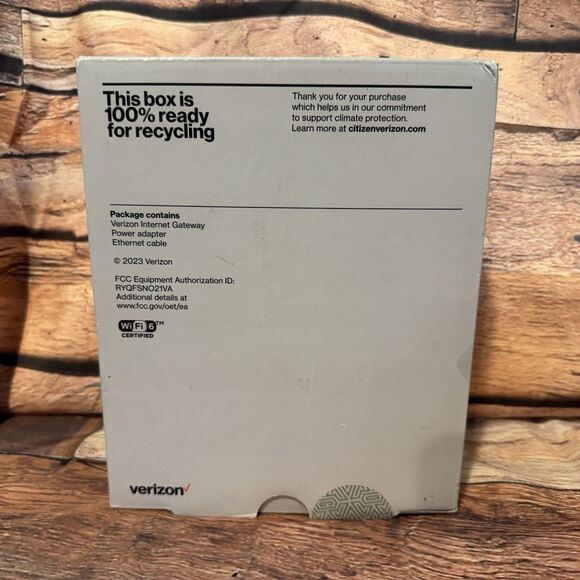 This box is
100% ready
for recycling
Thank you for your purchase
which helps us in our commitment
to support climate protection.
Learn more at citizenverizon.com
Package contains
Verizon Internet Gateway
Power adapter
Ethernet cable
© 2023 Verizon
FCC Equipment Authorization ID:
RYQFSNO21VA
Additional details at
www.fcc.gov/oet/ea
Wi Fi 6™
CERTIFIED
verizon✓